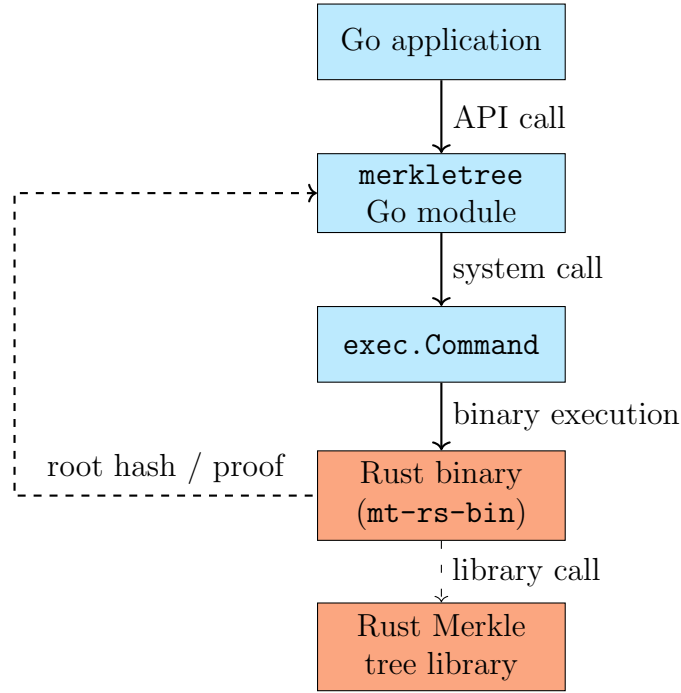 Go application
API call
merkletree
Go module
system call
exec.Command
binary execution
root hash / proof
Rust binary
(mt-rs-bin)
library call
Rust Merkle
tree library